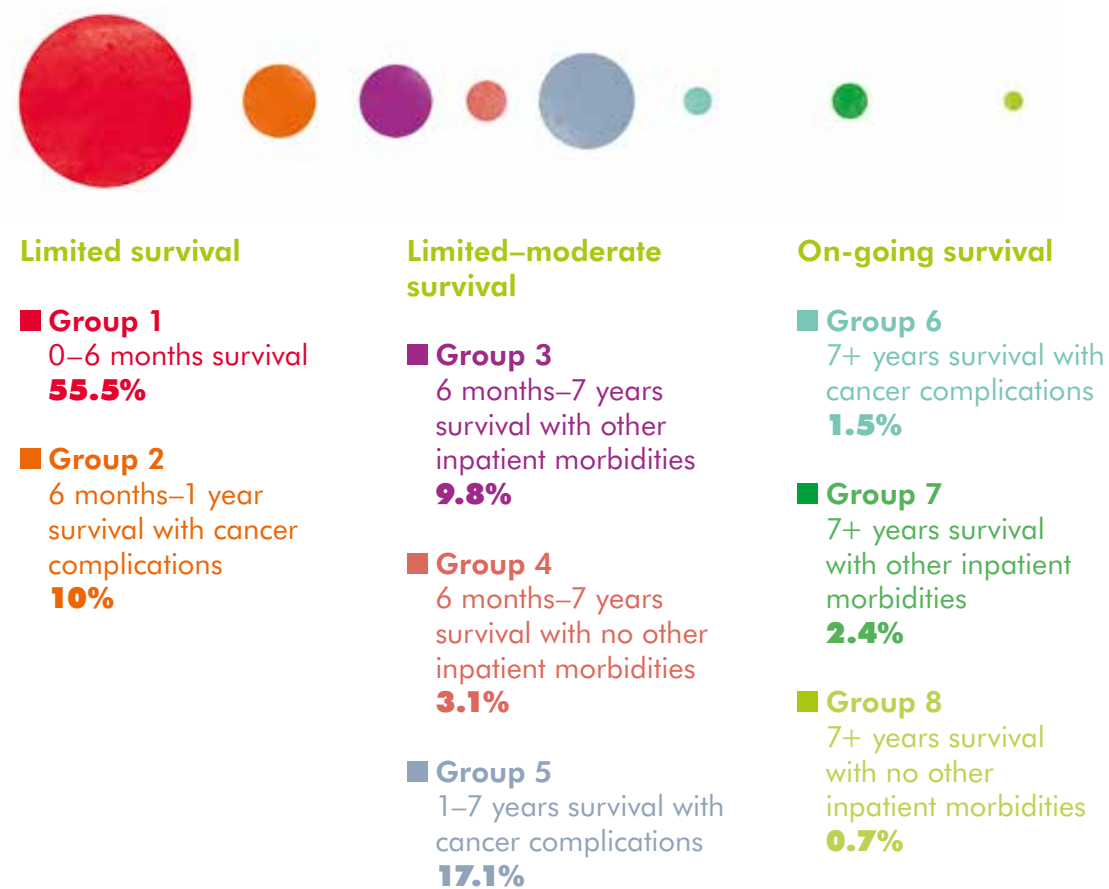 Limited survival
Group 1
0–6 months survival
55.5%
Group 2
6 months–1 year
survival with cancer
complications
10%
Limited–moderate
survival
Group 3
6 months–7 years
survival with other
inpatient morbidities
9.8%
Group 4
6 months–7 years
survival with no other
inpatient morbidities
3.1%
Group 5
1–7 years survival with
cancer complications
17.1%
On-going survival
Group 6
7+ years survival with
cancer complications
1.5%
Group 7
7+ years survival
with other inpatient
morbidities
2.4%
Group 8
7+ years survival
with no other
inpatient morbidities
0.7%